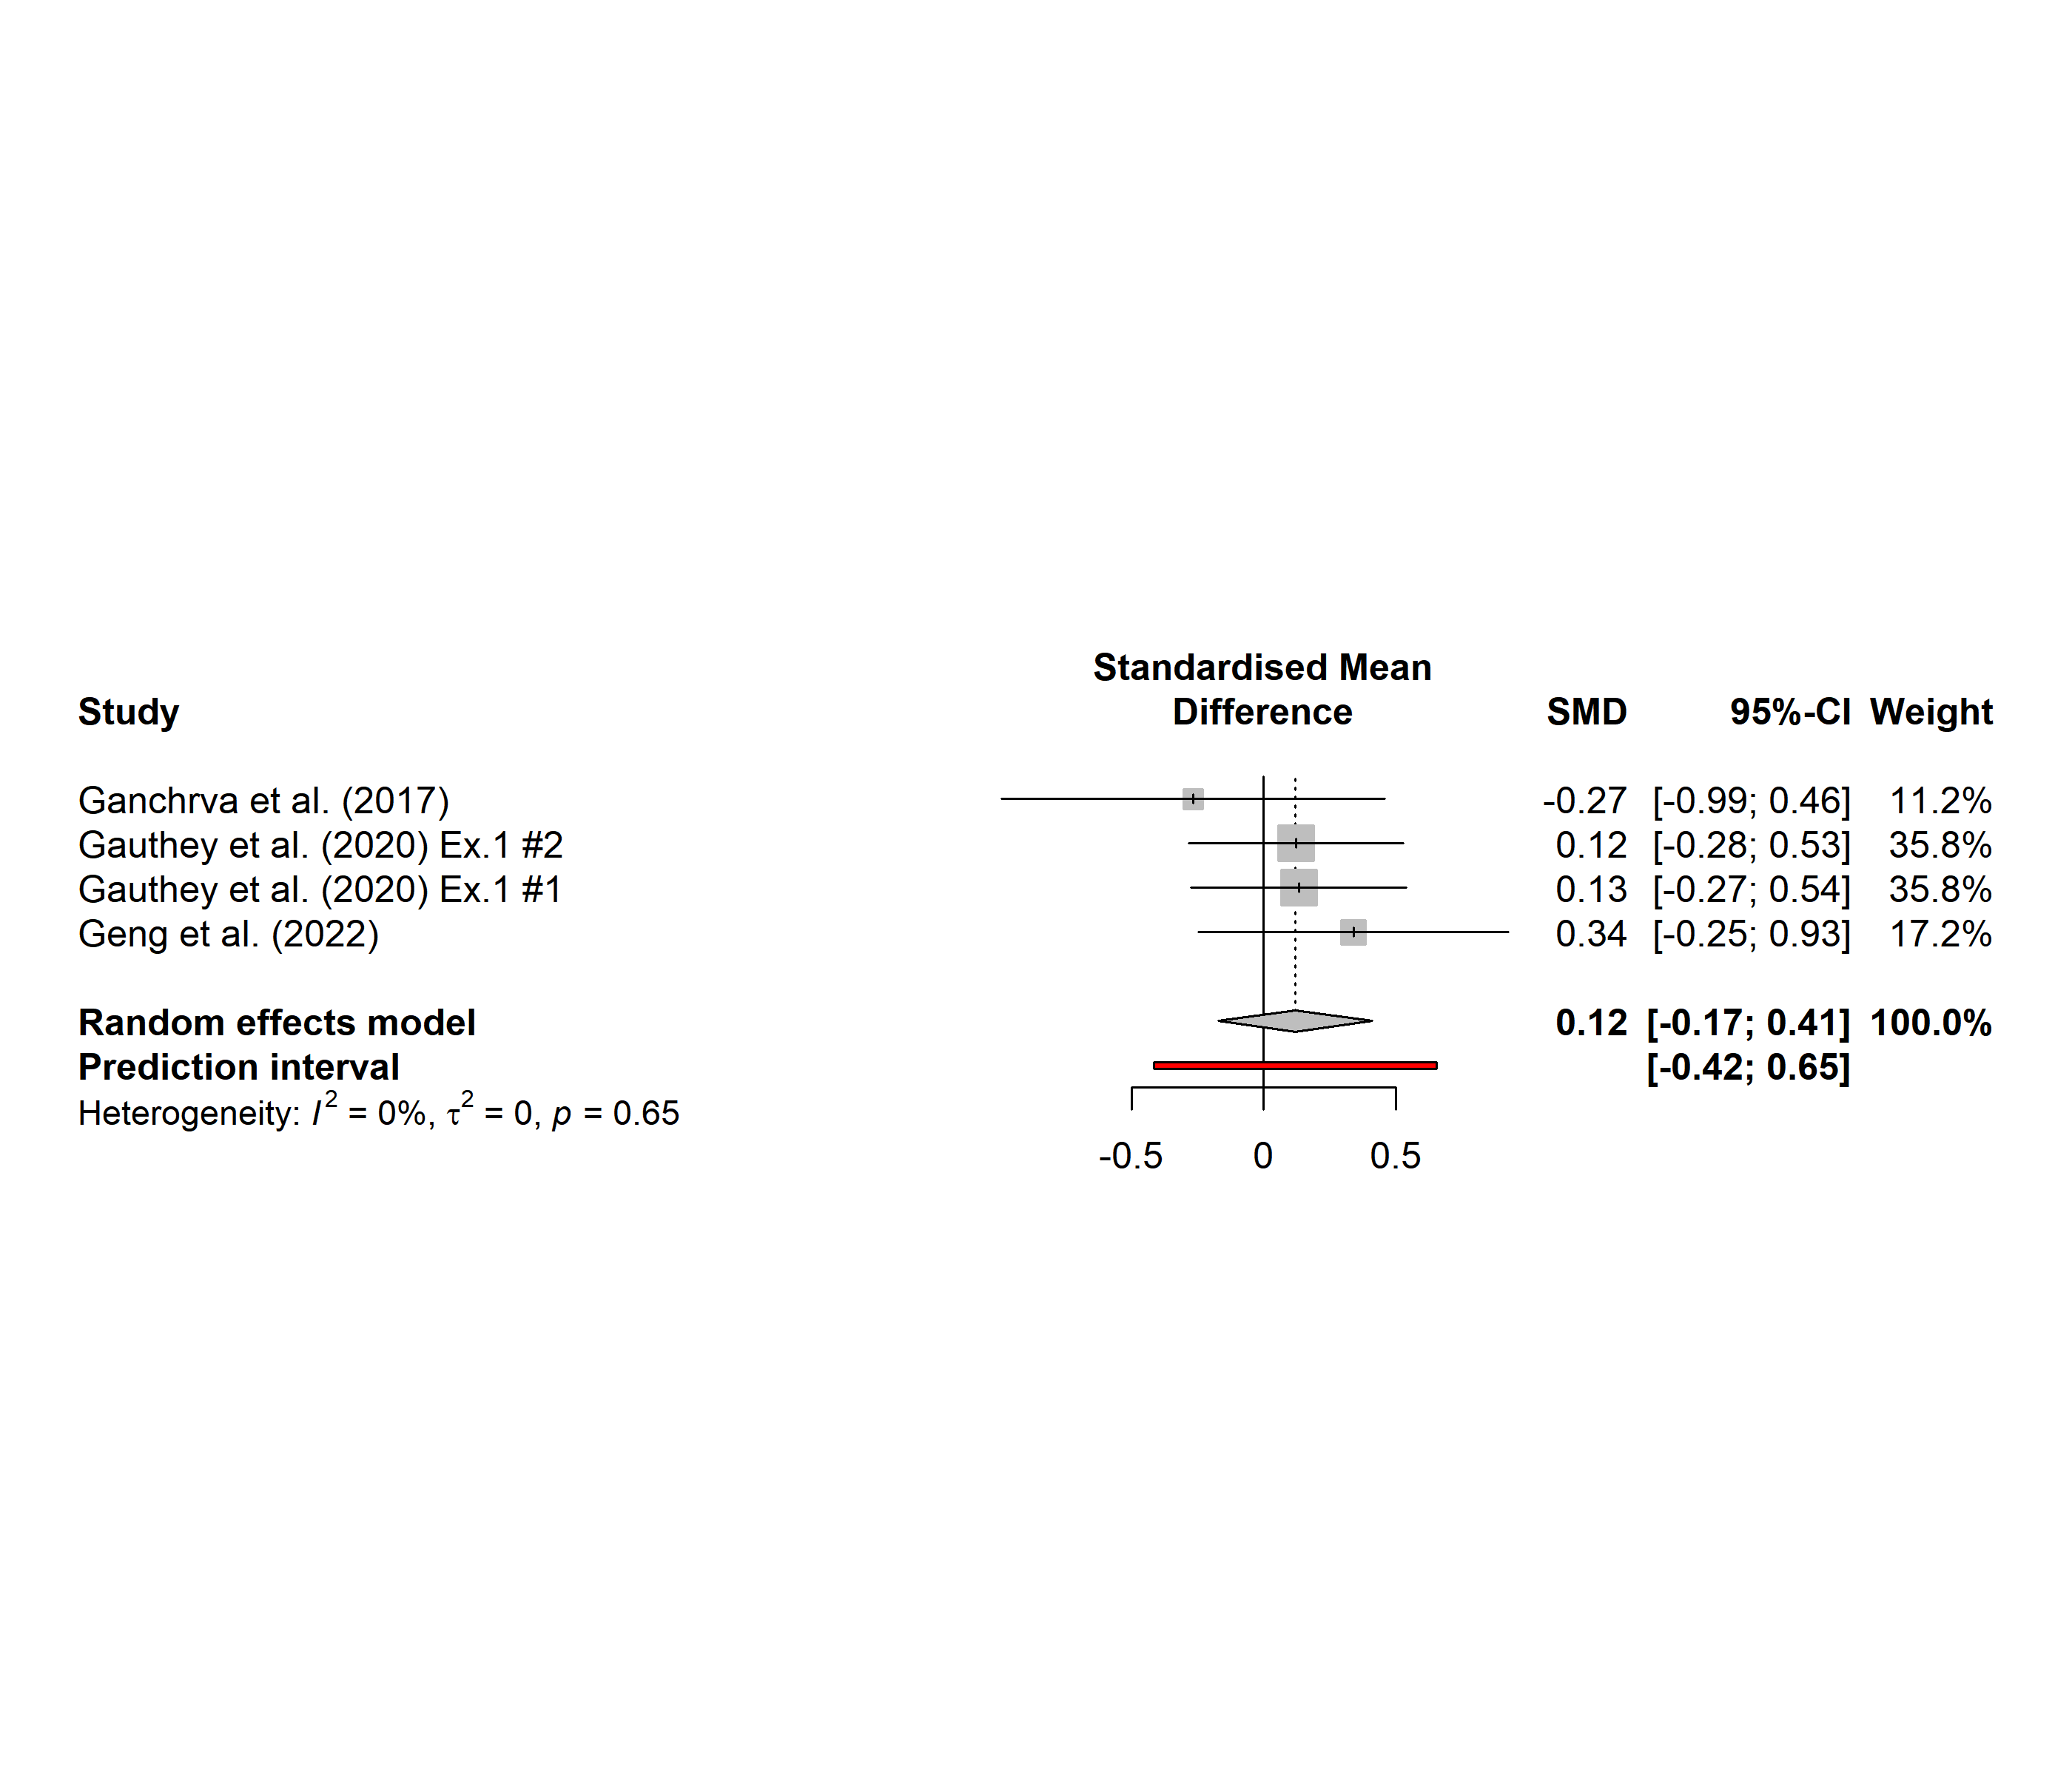 Standardised Mean
Study Difference SMD 95%-CI Weight
Ganchrva et al. (2017) -0.27 [-0.99; 0.46] 11.2%
Gauthey et al. (2020) Ex.1 #2 0.12 [-0.28; 0.53] 35.8%
Gauthey et al. (2020) Ex.1 #1 0.13 [-0.27; 0.54] 35.8%
Geng et al. (2022) 0.34 [-0.25; 0.93] 17.2%
Random effects model 0.12 [-0.17; 0.41] 100.0%
Prediction interval [-0.42; 0.65]
Heterogeneity: I² = 0%, τ² = 0, p = 0.65
-0.5 0 0.5